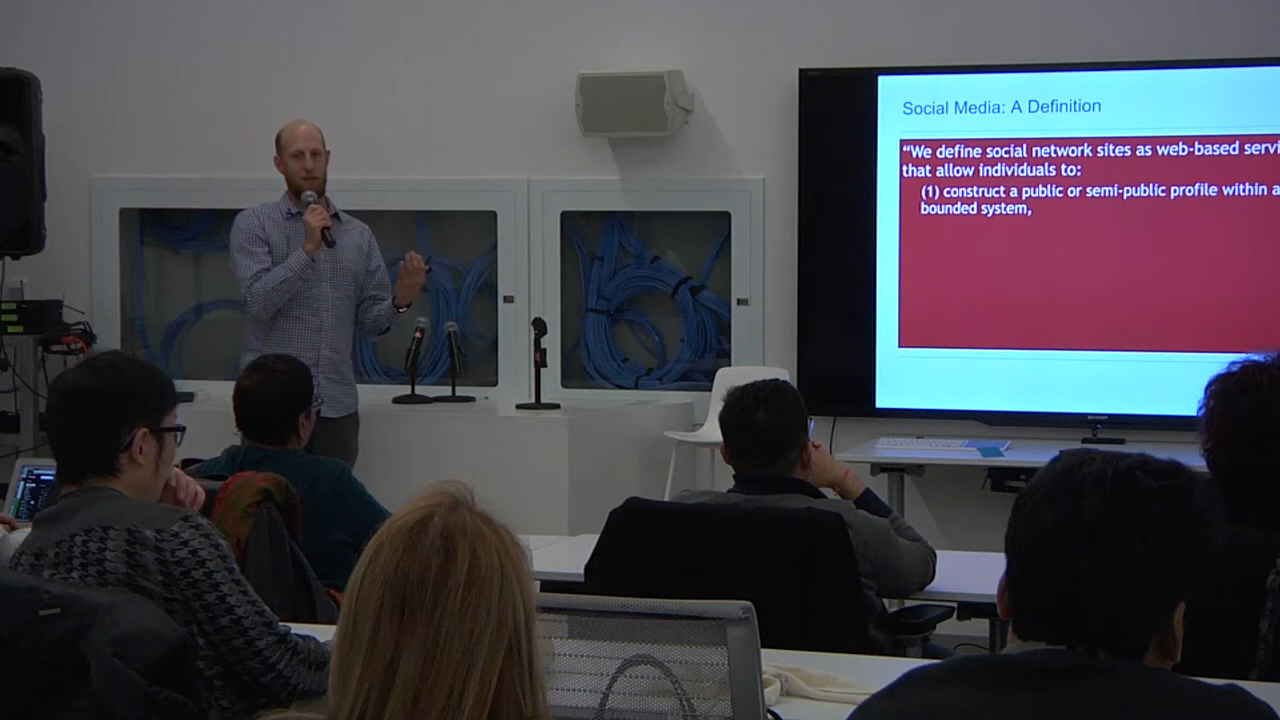 Social Media: A Definition
“We define social network sites as web-based servi
that allow individuals to:
(1) construct a public or semi-public profile within a
bounded system,
SHARP